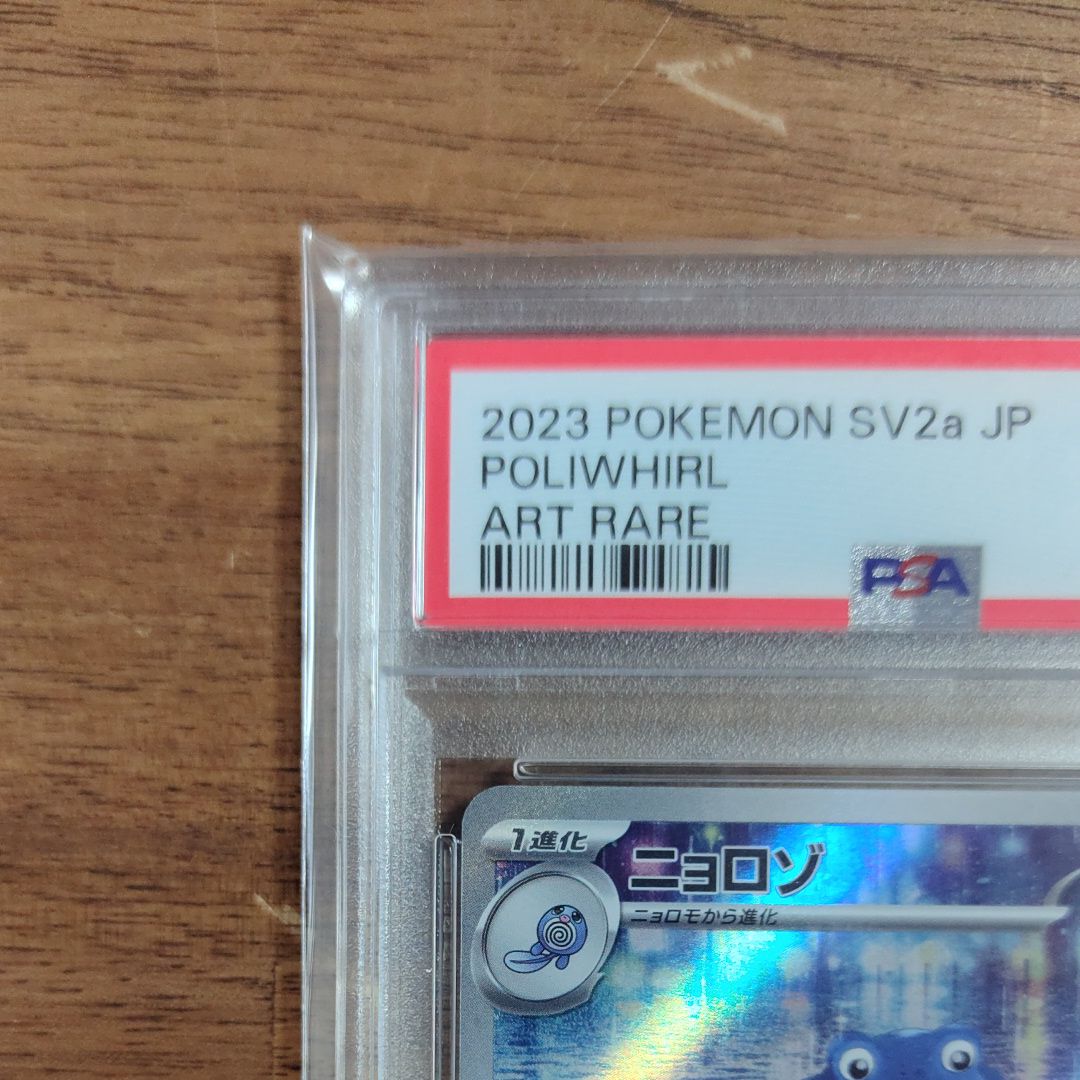 2023 POKEMON SV2a JP
POLIWHIRL
ART RARE
PSA
1進化
ニョロゾ
ニョロモから進化